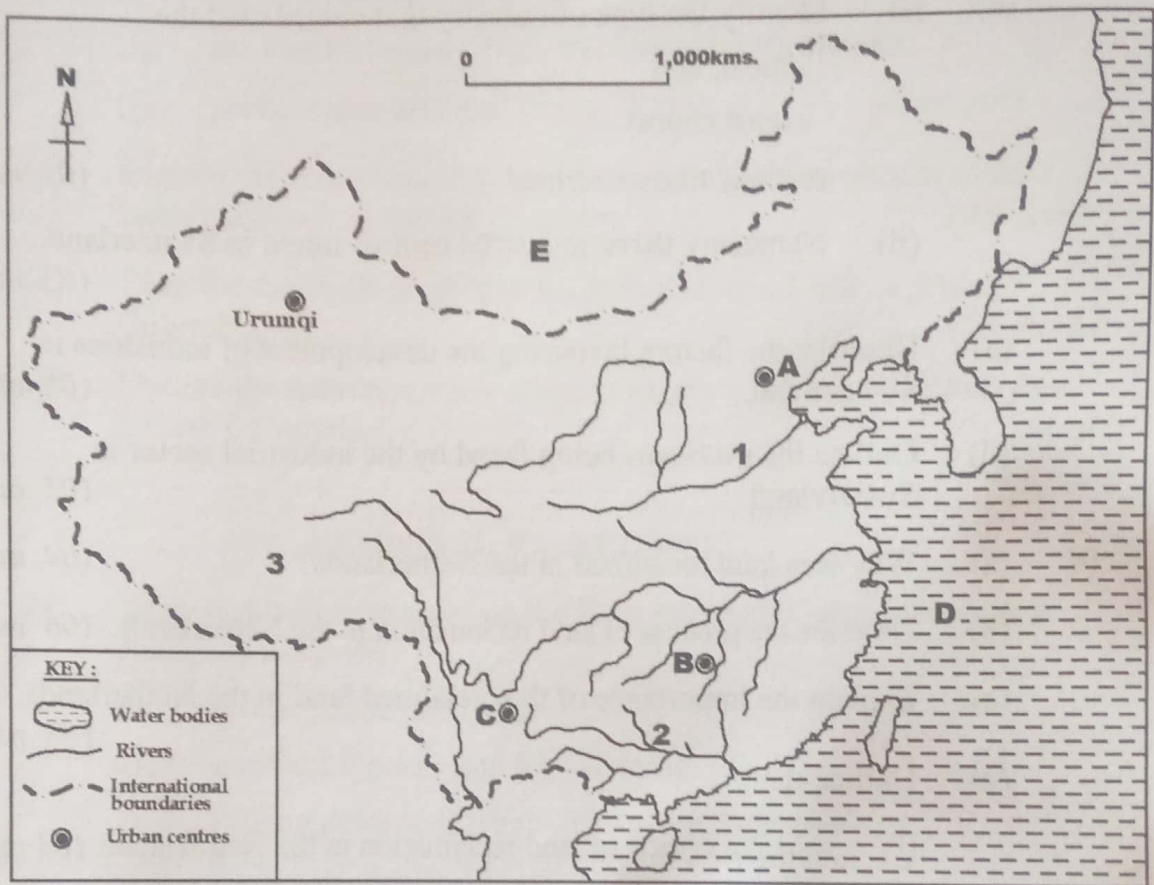 N
0 1,000kms.
E
Urumqi
A
1
3
D
B
C
2
KEY:
Water bodies
Rivers
International
boundaries
Urban centres